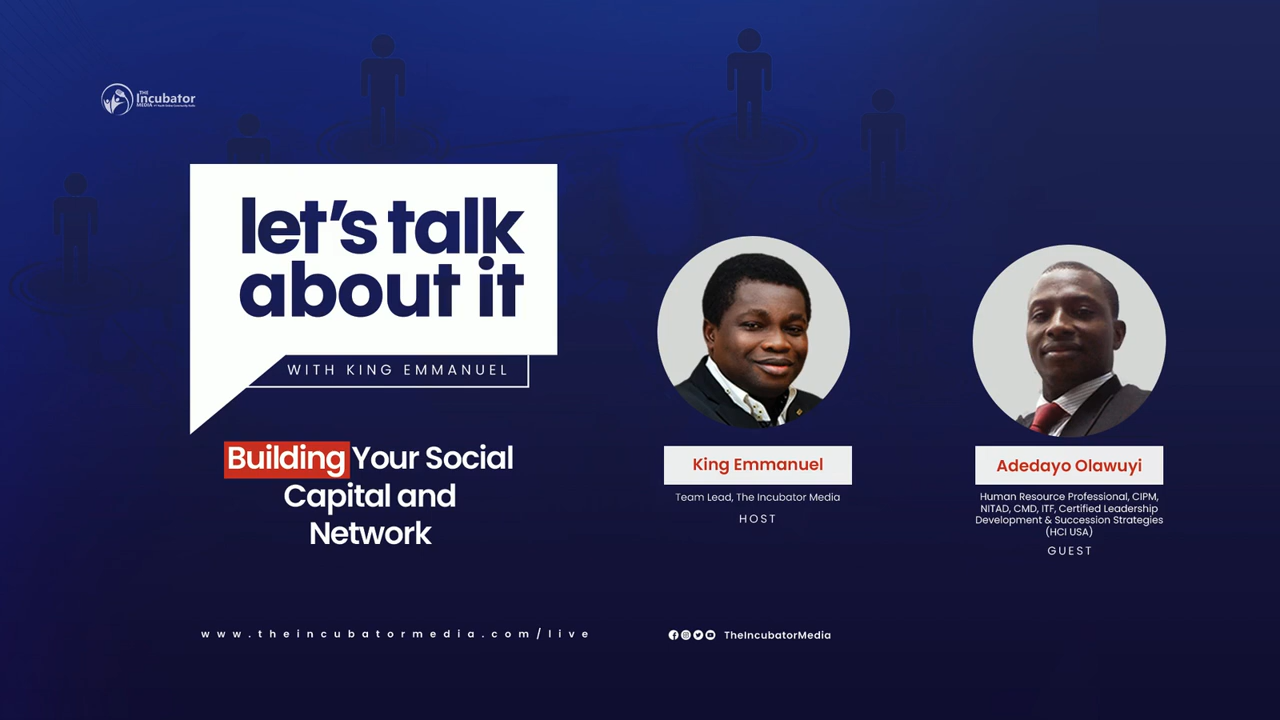 THE
Incubator
MEDIA
let's talk
about it
WITH KING EMMANUEL
Building Your Social
Capital and
Network
King Emmanuel
Team Lead, The Incubator Media
HOST
Adedayo Olawuyi
Human Resource Professional, CIPM,
NITAD, CMD, ITF, Certified Leadership
Development & Succession Strategies
(HCI USA)
GUEST
www.theincubatormedia.com/live
TheIncubatorMedia